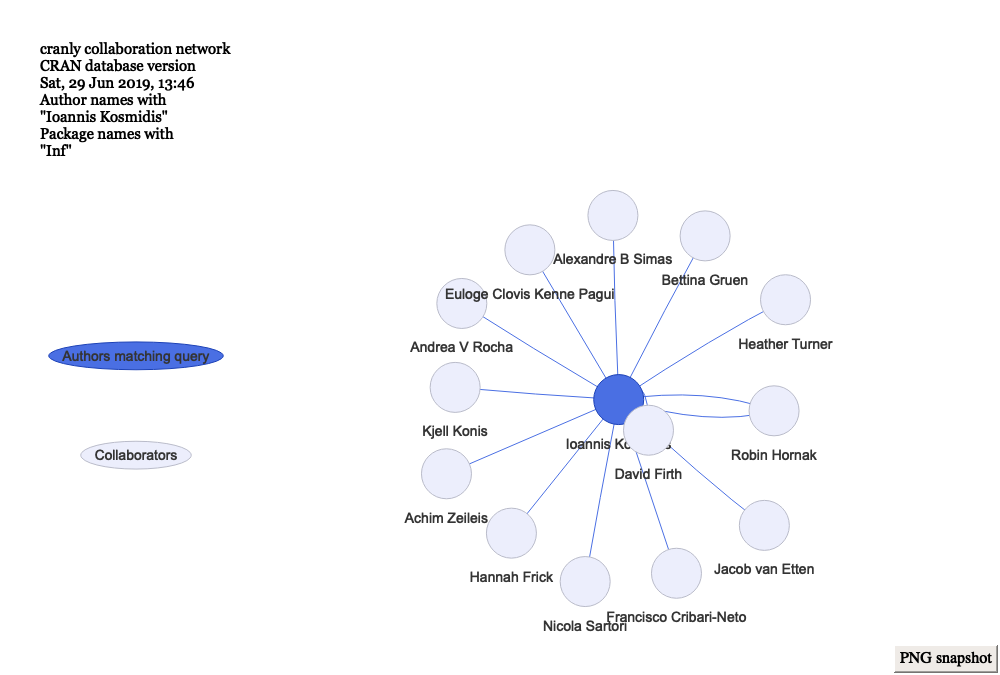 cranly collaboration network
CRAN database version
Sat, 29 Jun 2019, 13:46
Author names with
"Ioannis Kosmidis"
Package names with
"Inf"
Alexandre B Simas
Bettina Gruen
Euloge Clovis Kenne Pagui
Heather Turner
Andrea V Rocha
Authors matching query
Kjell Konis
Ioannis
Collaborators
Robin Hornak
David Firth
Achim Zeileis
Jacob van Etten
Hannah Frick
Francisco Cribari-Neto
Nicola Sartori
PNG snapshot